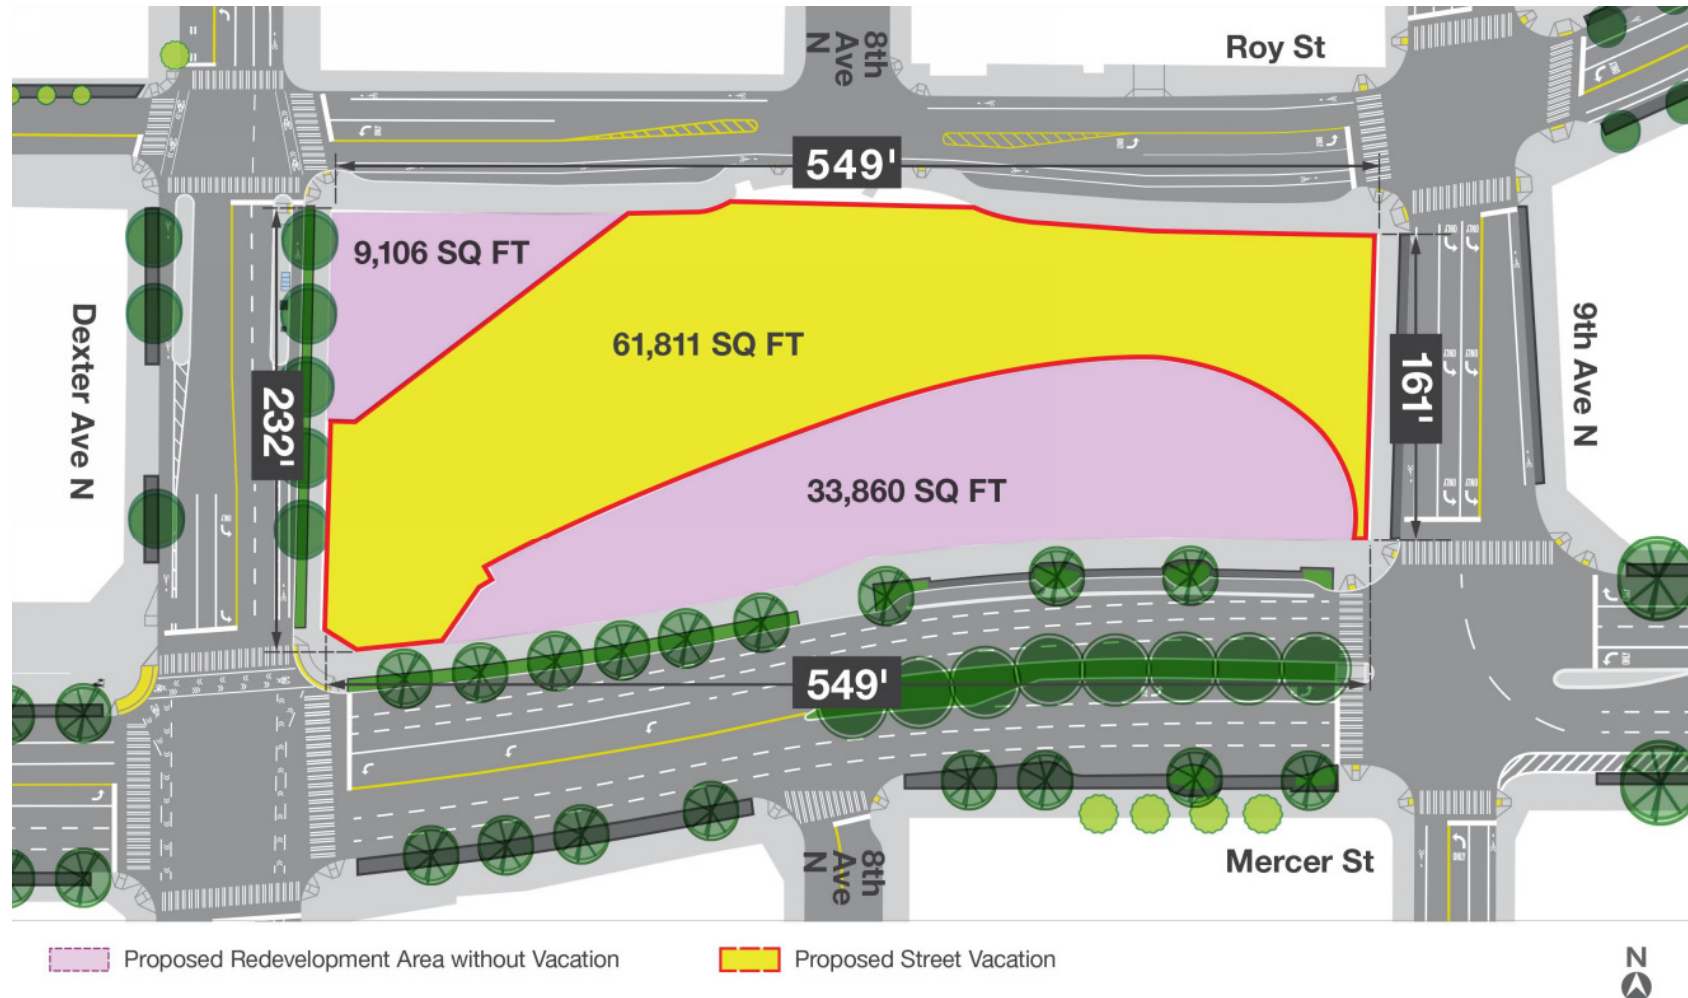 8th
Ave
N
Roy St
549'
9,106 SQ FT
61,811 SQ FT
Dexter Ave N
232'
161'
9th Ave N
33,860 SQ FT
549'
8th
Ave
N
Mercer St
Proposed Redevelopment Area without Vacation
Proposed Street Vacation
N